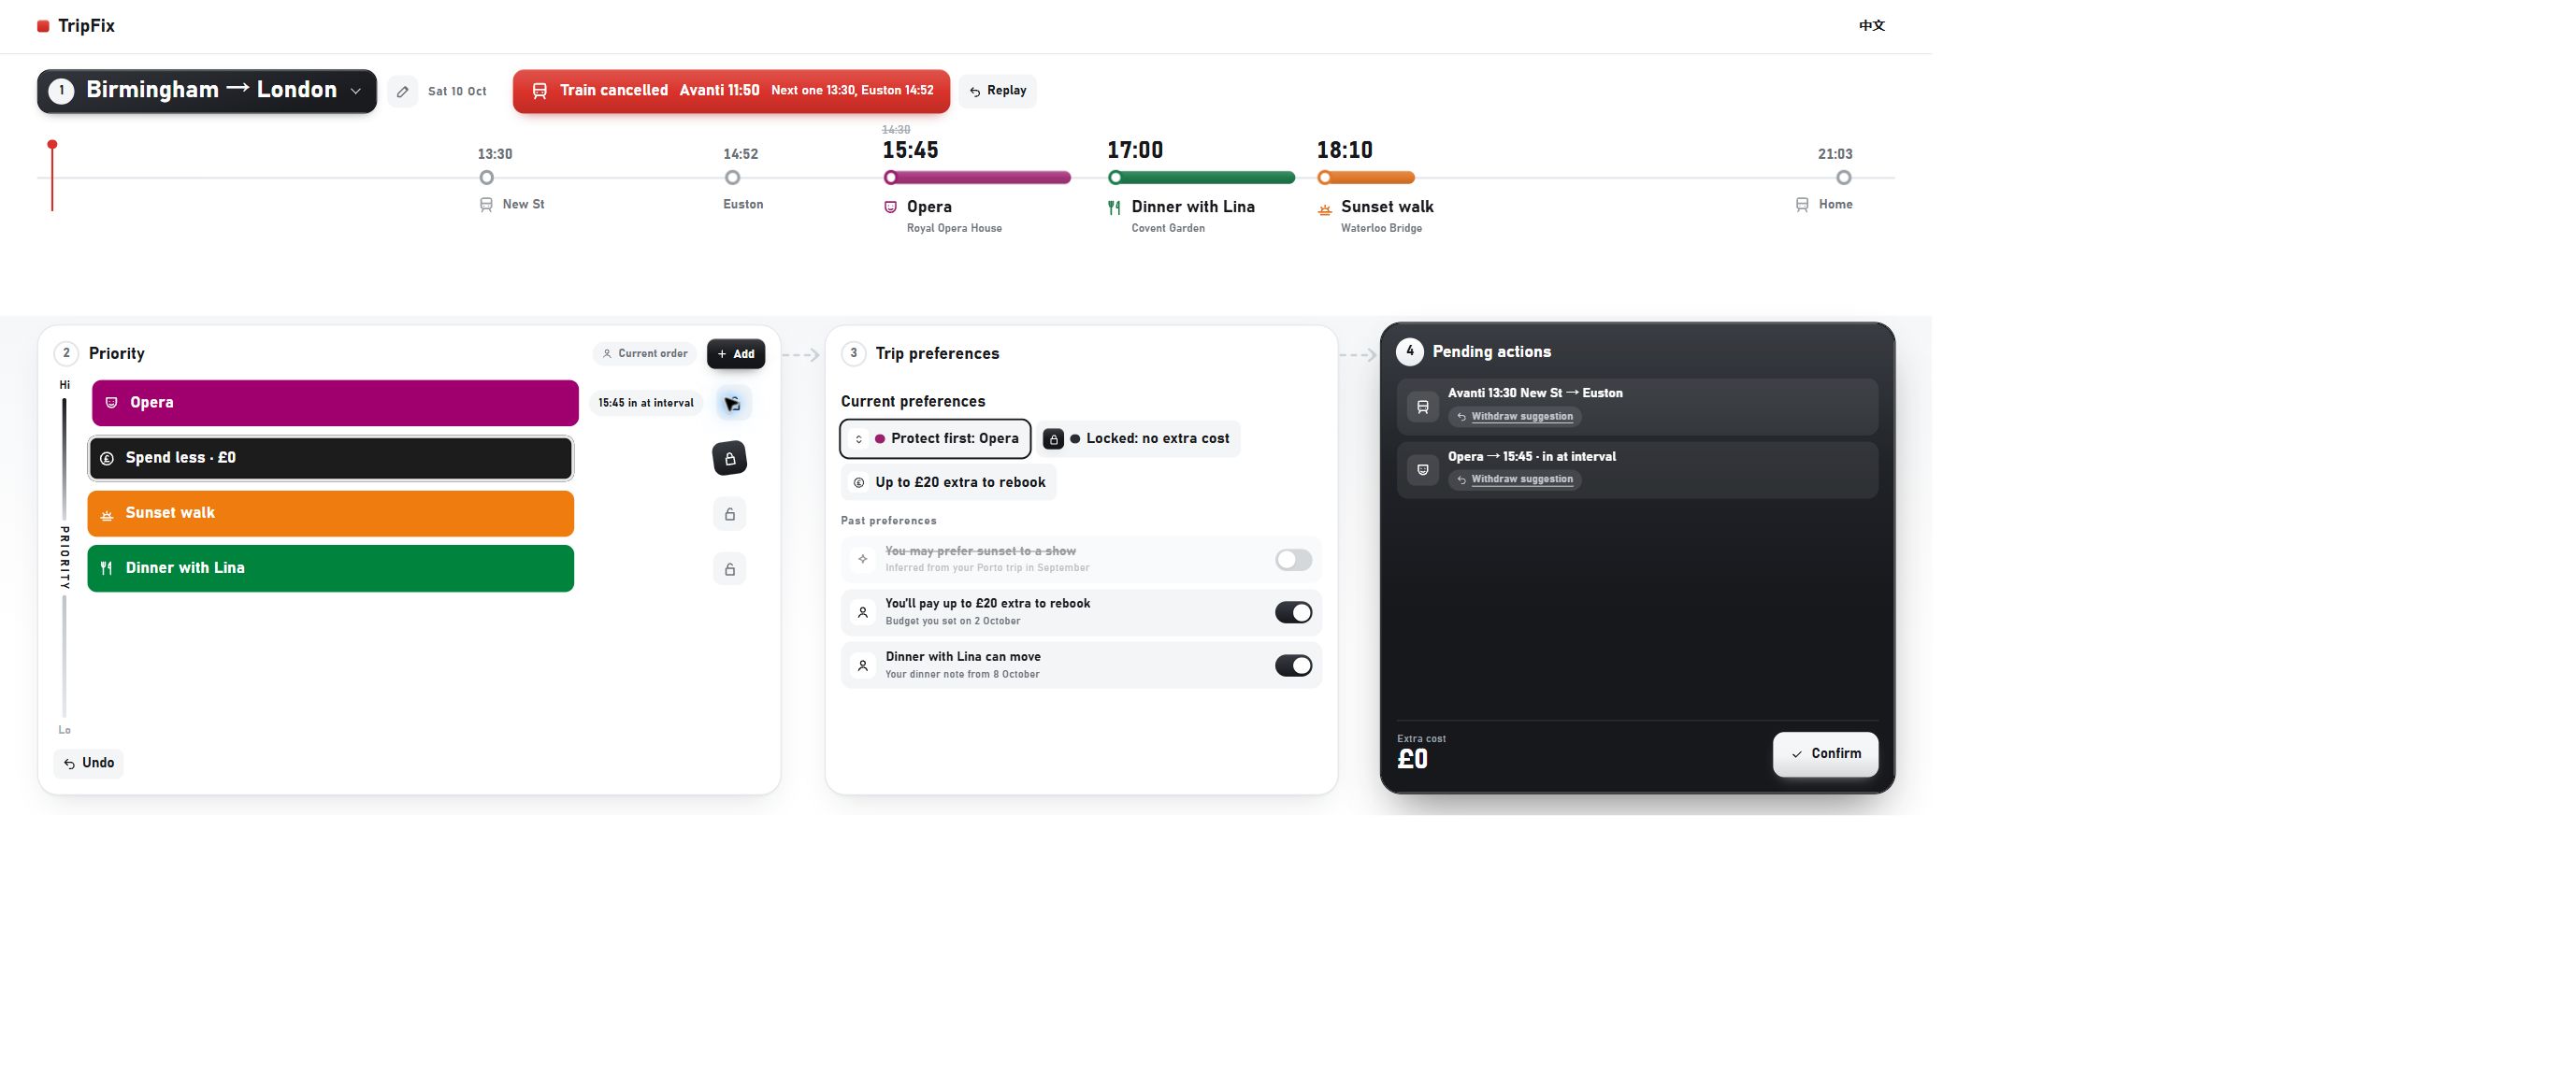 TripFix
中文
1 Birmingham → London
Sat 10 Oct
Train cancelled Avanti 11:50 Next one 13:30, Euston 14:52
Replay
14:30
13:30
14:52
15:45
17:00
18:10
21:03
New St
Euston
Opera
Royal Opera House
Dinner with Lina
Covent Garden
Sunset walk
Waterloo Bridge
Home
2 Priority
Current order
+ Add
Hi
PRIORITY
Lo
Opera
15:45 in at interval
Spend less · £0
Sunset walk
Dinner with Lina
Undo
3 Trip preferences
Current preferences
Protect first: Opera
Locked: no extra cost
Up to £20 extra to rebook
Past preferences
You may prefer sunset to a show
Inferred from your Porto trip in September
You'll pay up to £20 extra to rebook
Budget you set on 2 October
Dinner with Lina can move
Your dinner note from 8 October
4 Pending actions
Avanti 13:30 New St → Euston
Withdraw suggestion
Opera → 15:45 · in at interval
Withdraw suggestion
Extra cost
£0
Confirm